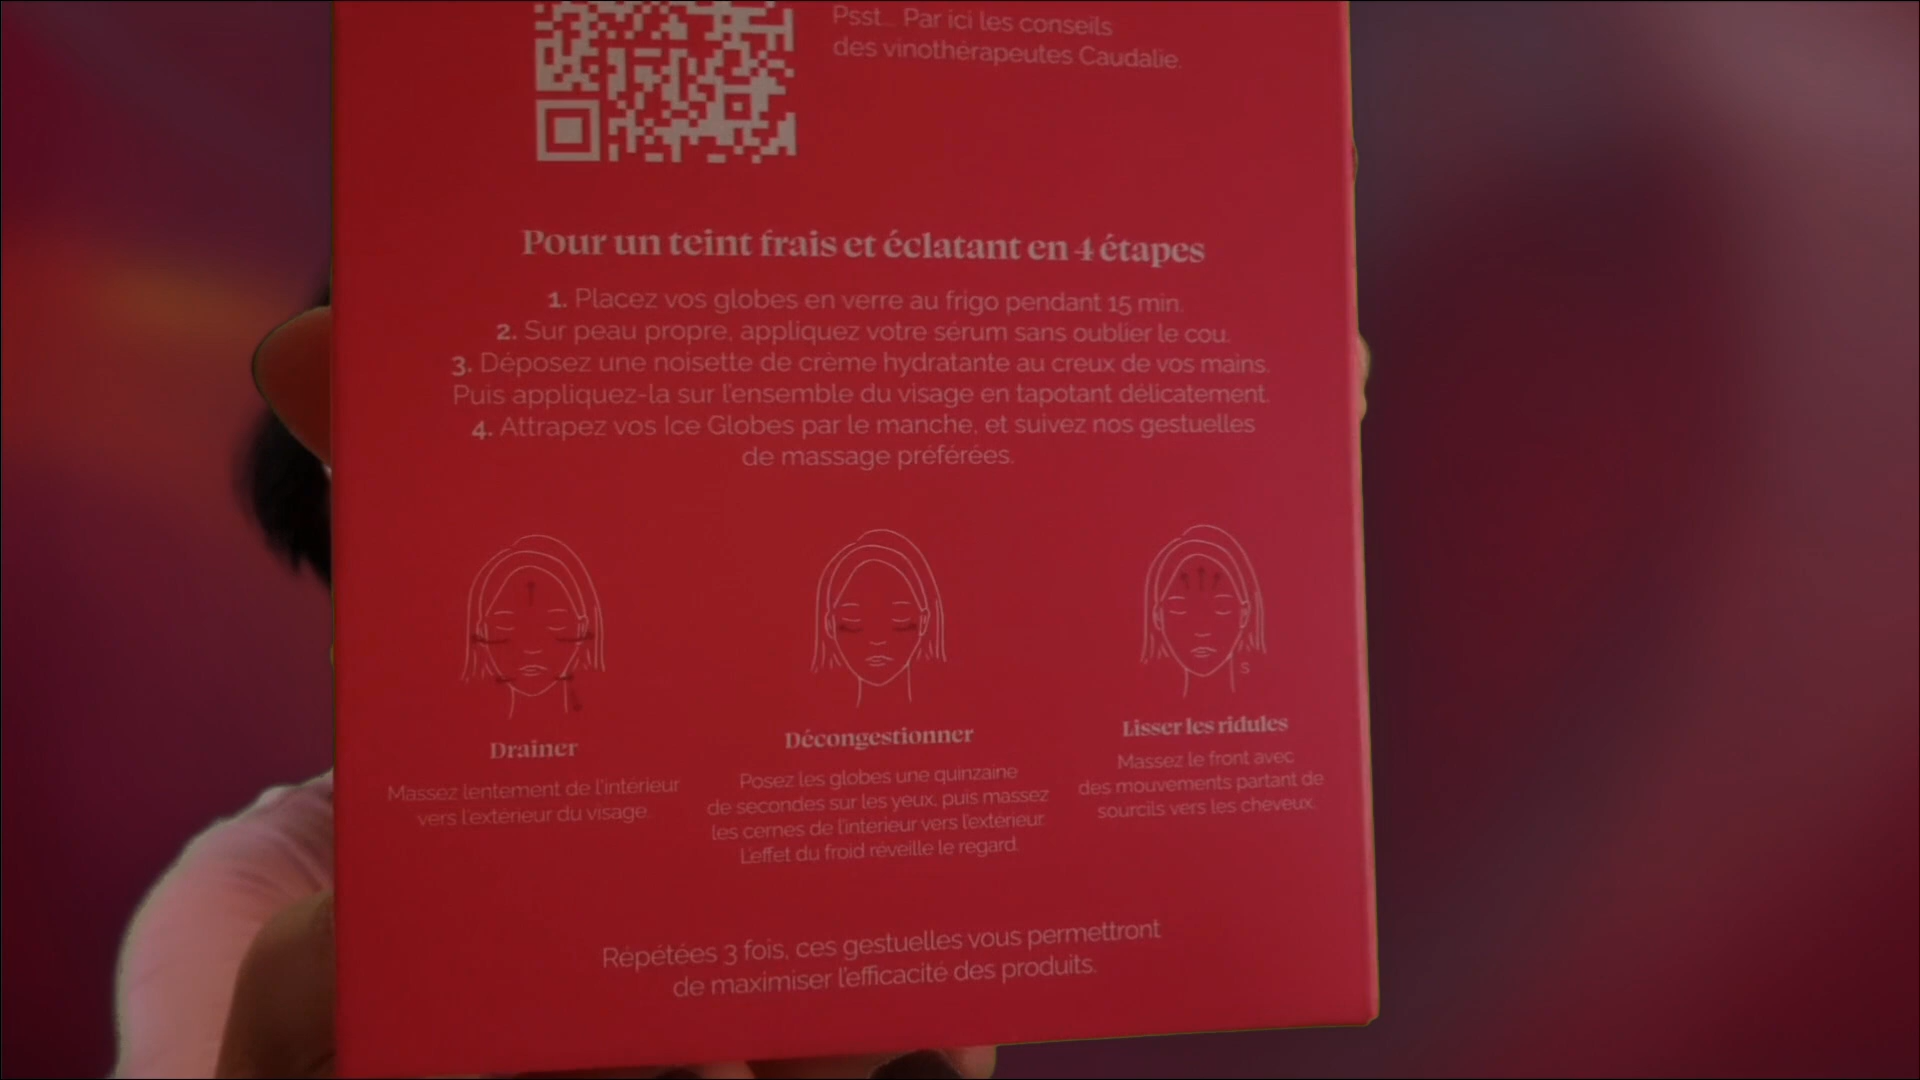 Psst... Par ici les conseils
des vinothérapeutes Caudalie.
Pour un teint frais et éclatant en 4 étapes
1. Placez vos globes en verre au frigo pendant 15 min.
2. Sur peau propre, appliquez votre sérum sans oublier le cou.
3. Déposez une noisette de crème hydratante au creux de vos mains.
Puis appliquez-la sur l'ensemble du visage en tapotant délicatement.
4. Attrapez vos Ice Globes par le manche, et suivez nos gestuelles
de massage préférées.
Drainer
Massez lentement de l'intérieur
vers l'extérieur du visage.
Décongestionner
Posez les globes une quinzaine
de secondes sur les yeux, puis massez
les cernes de l'intérieur vers l'extérieur.
L'effet du froid réveille le regard.
Lisser les ridules
Massez le front avec
des mouvements partant de
sourcils vers les cheveux.
s
Répétées 3 fois, ces gestuelles vous permettront
de maximiser l'efficacité des produits.